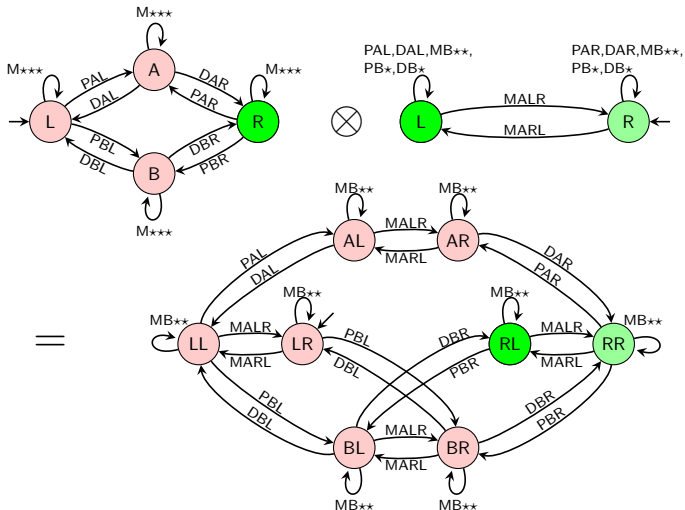 M⋆⋆⋆
M⋆⋆⋆
PAL
A
DAR
M⋆⋆⋆
DAL
PAR
L
R
PBL
DBR
DBL
B
PBR
M⋆⋆⋆
⊗
PAL,DAL,MB⋆⋆,
PB⋆,DB⋆
PAR,DAR,MB⋆⋆,
PB⋆,DB⋆
L
MALR
R
MARL
=
MB⋆⋆
MB⋆⋆
AL
MALR
AR
MARL
PAL
DAL
DAR
PAR
MB⋆⋆
MB⋆⋆
MB⋆⋆
MB⋆⋆
LL
MALR
LR
MARL
PBL
DBL
DBR
PBR
RL
MALR
RR
MARL
PBL
DBL
DBR
PBR
BL
MALR
BR
MARL
MB⋆⋆
MB⋆⋆